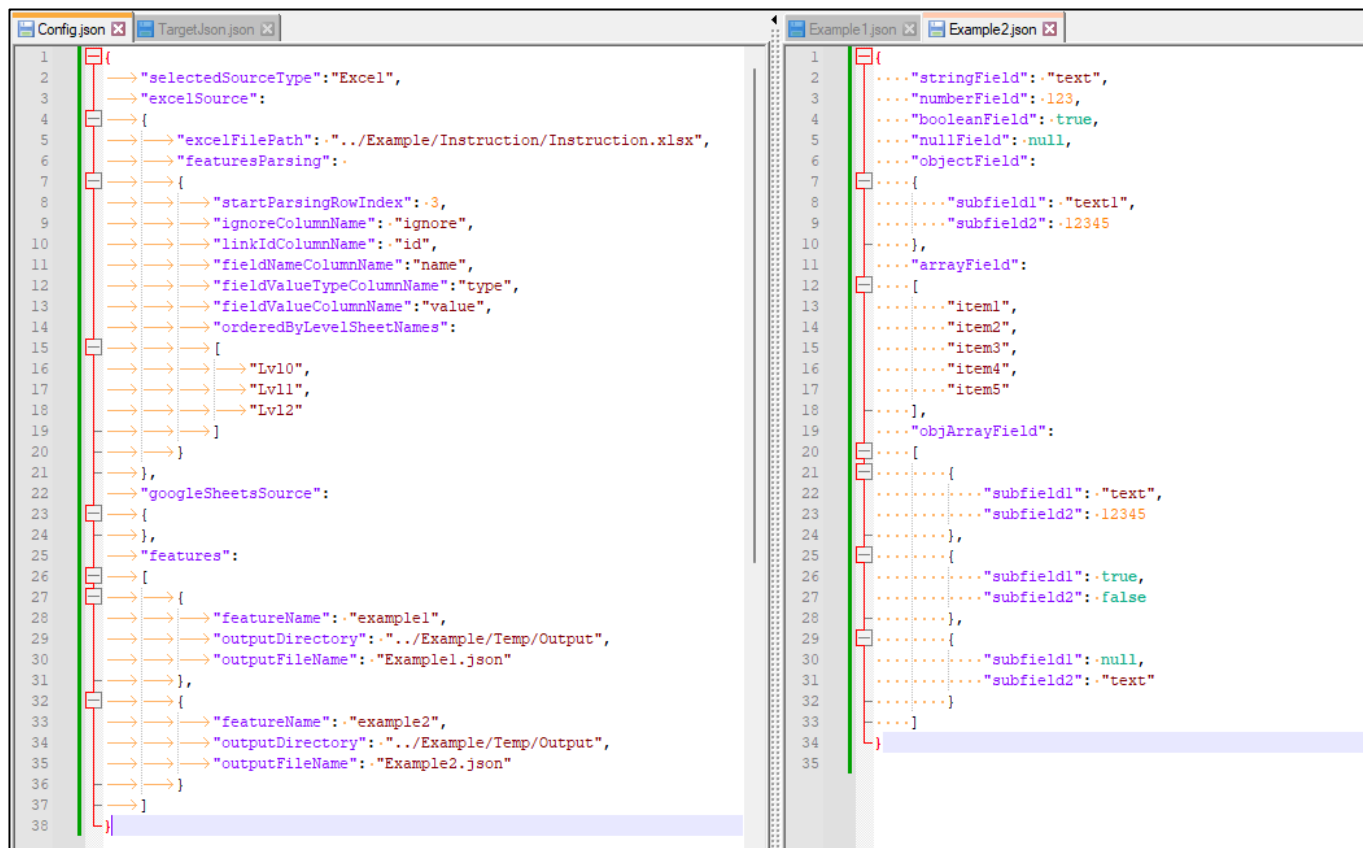 Config.json
TargetJson.json
1 {
2 "selectedSourceType":"Excel",
3 "excelSource":
4 {
5 "excelFilePath": "../Example/Instruction/Instruction.xlsx",
6 "featuresParsing":
7 {
8 "startParsingRowIndex": 3,
9 "ignoreColumnName": "ignore",
10 "linkIdColumnName": "id",
11 "fieldNameColumnName":"name",
12 "fieldValueTypeColumnName":"type",
13 "fieldValueColumnName":"value",
14 "orderedByLevelSheetNames":
15 [
16 "Lvl0",
17 "Lvl1",
18 "Lvl2"
19 ]
20 }
21 },
22 "googleSheetsSource":
23 {
24 },
25 "features":
26 [
27 {
28 "featureName": "example1",
29 "outputDirectory": "../Example/Temp/Output",
30 "outputFileName": "Example1.json"
31 },
32 {
33 "featureName": "example2",
34 "outputDirectory": "../Example/Temp/Output",
35 "outputFileName": "Example2.json"
36 }
37 ]
38 }
Example1.json
Example2.json
1 {
2 "stringField": "text",
3 "numberField": 123,
4 "booleanField": true,
5 "nullField": null,
6 "objectField":
7 {
8 "subfield1": "text1",
9 "subfield2": 12345
10 },
11 "arrayField":
12 [
13 "item1",
14 "item2",
15 "item3",
16 "item4",
17 "item5"
18 ],
19 "objArrayField":
20 [
21 {
22 "subfield1": "text",
23 "subfield2": 12345
24 },
25 {
26 "subfield1": true,
27 "subfield2": false
28 },
29 {
30 "subfield1": null,
31 "subfield2": "text"
32 }
33 ]
34 }
35